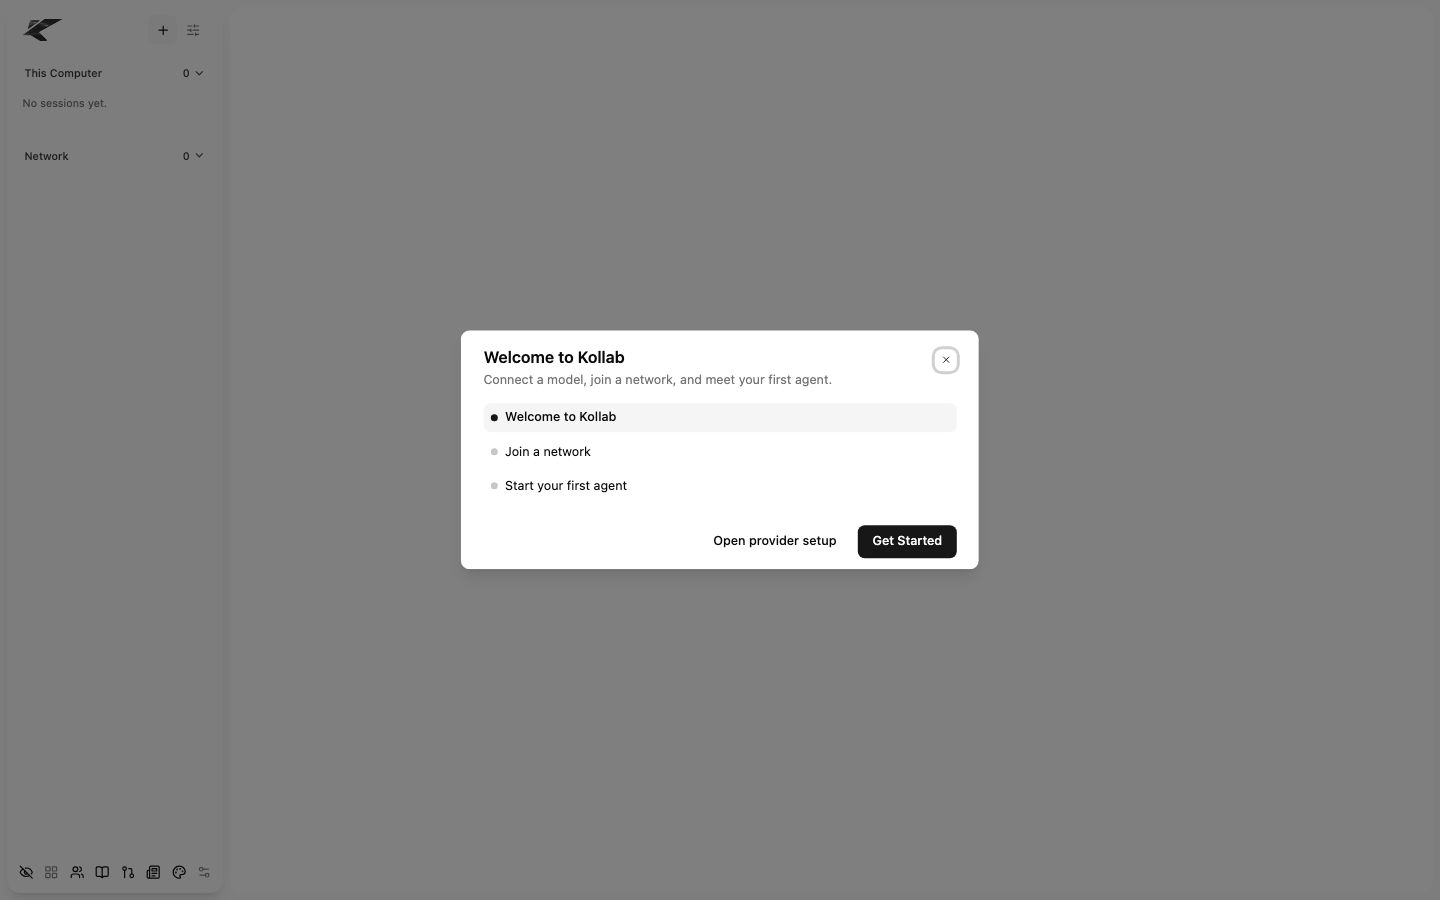 This Computer 0
No sessions yet.
Network 0
Welcome to Kollab
Connect a model, join a network, and meet your first agent.
Welcome to Kollab
Join a network
Start your first agent
Open provider setup Get Started